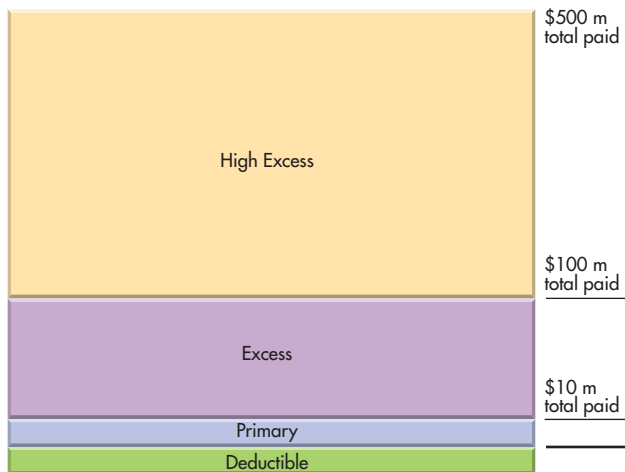 $500 m
total paid
High Excess
$100 m
total paid
Excess
$10 m
total paid
Primary
Deductible